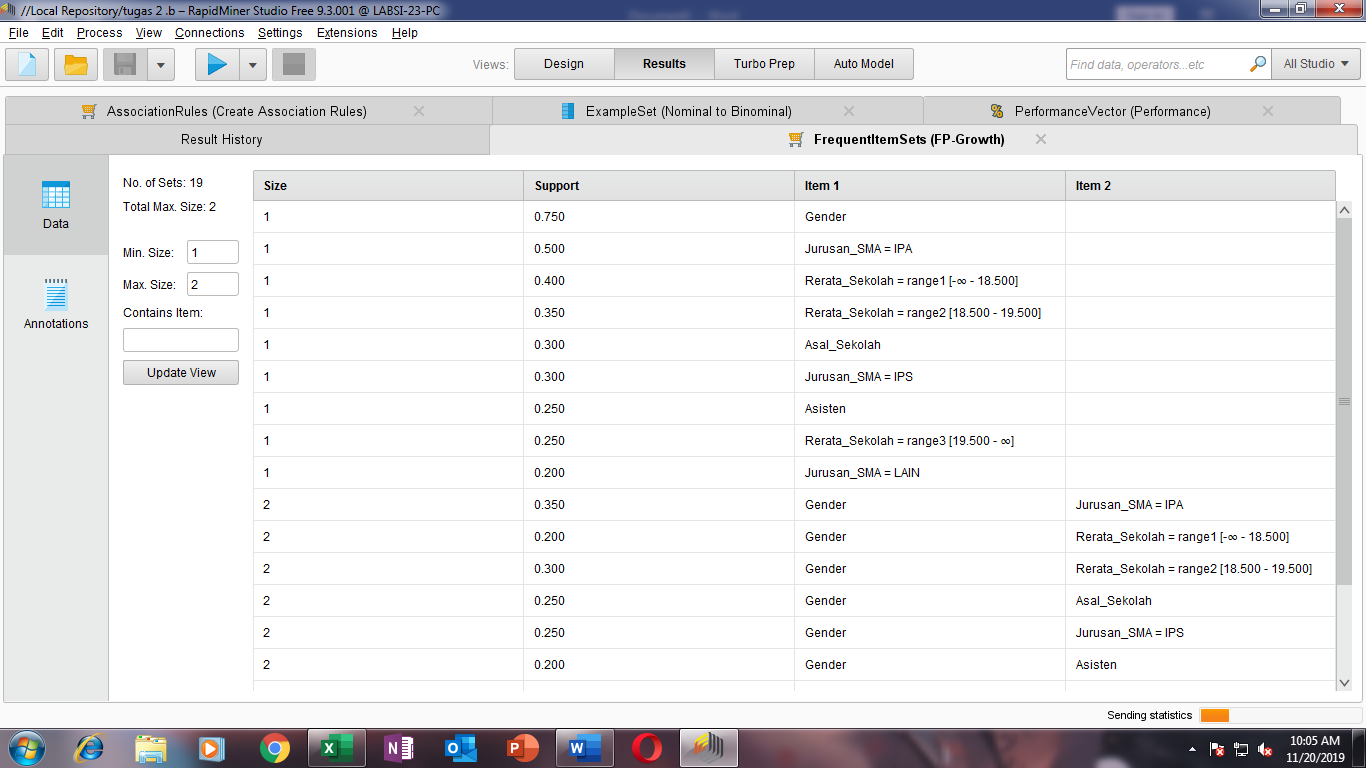 //Local Repository/tugas 2 .b – RapidMiner Studio Free 9.3.001 @ LABSI-23-PC
File Edit Process View Connections Settings Extensions Help
Views: Design Results Turbo Prep Auto Model Find data, operators...etc All Studio
AssociationRules (Create Association Rules) ExampleSet (Nominal to Binominal) PerformanceVector (Performance)
Result History FrequentItemSets (FP-Growth)
Data
Annotations
No. of Sets: 19
Total Max. Size: 2
Min. Size: 1
Max. Size: 2
Contains Item:
Update View
Size Support Item 1 Item 2
1 0.750 Gender
1 0.500 Jurusan_SMA = IPA
1 0.400 Rerata_Sekolah = range1 [-∞ - 18.500]
1 0.350 Rerata_Sekolah = range2 [18.500 - 19.500]
1 0.300 Asal_Sekolah
1 0.300 Jurusan_SMA = IPS
1 0.250 Asisten
1 0.250 Rerata_Sekolah = range3 [19.500 - ∞]
1 0.200 Jurusan_SMA = LAIN
2 0.350 Gender Jurusan_SMA = IPA
2 0.200 Gender Rerata_Sekolah = range1 [-∞ - 18.500]
2 0.300 Gender Rerata_Sekolah = range2 [18.500 - 19.500]
2 0.250 Gender Asal_Sekolah
2 0.250 Gender Jurusan_SMA = IPS
2 0.200 Gender Asisten
Sending statistics
10:05 AM
11/20/2019